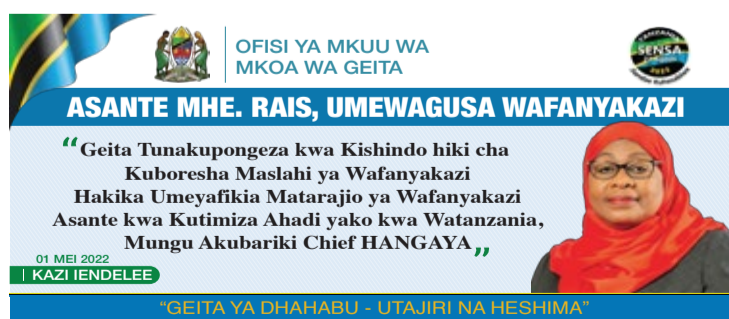 OFISI YA MKUU WA
MKOA WA GEITA
SENSA
ASANTE MHE. RAIS, UMEWAGUSA WAFANYAKAZI
“Geita Tunakupongeza kwa Kishindo hiki cha
Kuboresha Maslahi ya Wafanyakazi
Hakika Umeyafikia Matarajio ya Wafanyakazi
Asante kwa Kutimiza Ahadi yako kwa Watanzania,
Mungu Akubariki Chief HANGAYA„
01 MEI 2022
| KAZI IENDELEE
“GEITA YA DHAHABU - UTAJIRI NA HESHIMA”